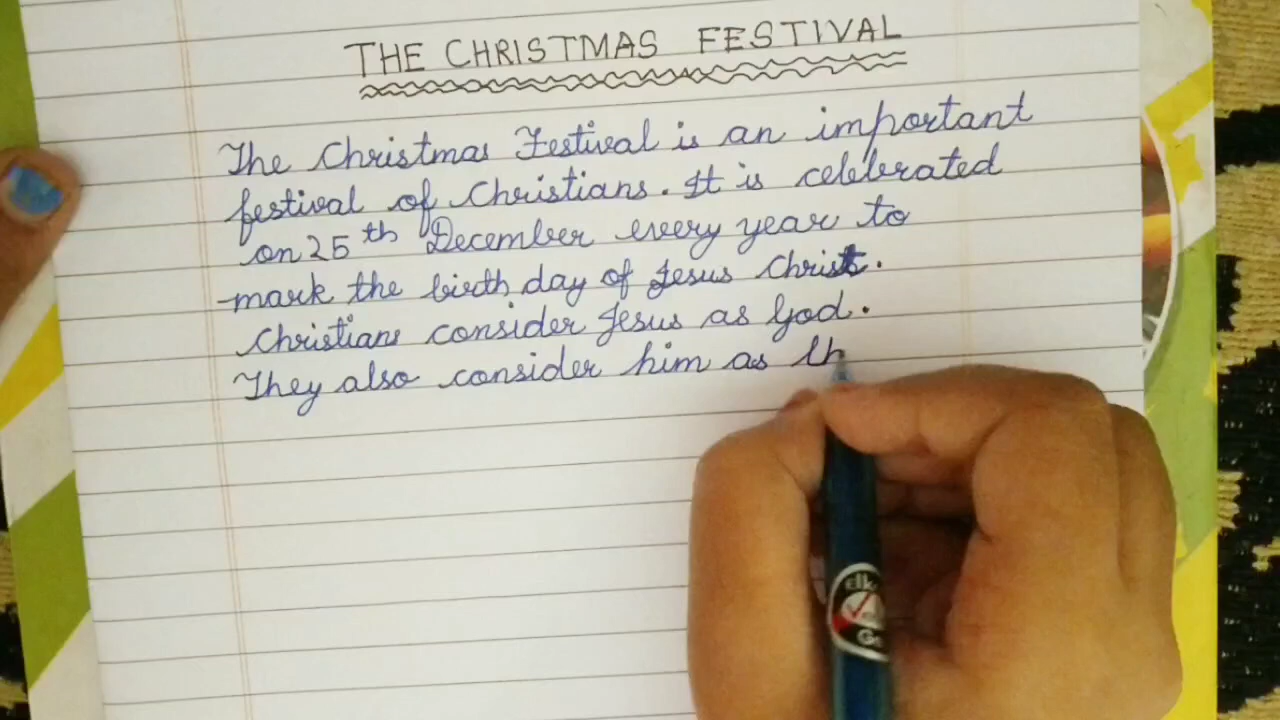 THE CHRISTMAS FESTIVAL
The Christmas Festival is an important
festival of Christians. It is celebrated
on 25th December every year to
mark the birth day of Jesus Christ.
Christians consider Jesus as God.
They also consider him as th